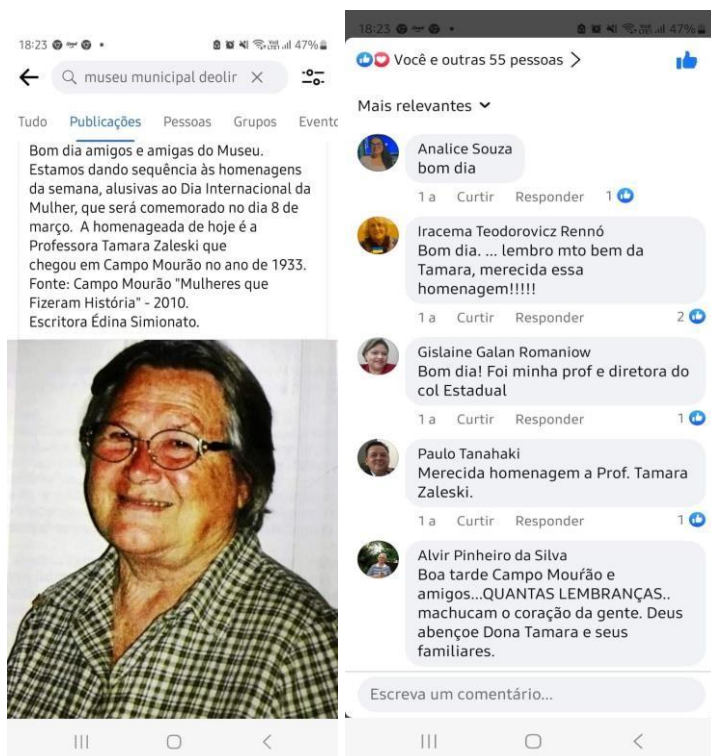 18:23
47%
museu municipal deolir
Tudo Publicações Pessoas Grupos Evento
Bom dia amigos e amigas do Museu.
Estamos dando sequência às homenagens
da semana, alusivas ao Dia Internacional da
Mulher, que será comemorado no dia 8 de
março. A homenageada de hoje é a
Professora Tamara Zaleski que
chegou em Campo Mourão no ano de 1933.
Fonte: Campo Mourão "Mulheres que
Fizeram História" - 2010.
Escritora Édina Simionato.
18:23
47%
Você e outras 55 pessoas
Mais relevantes
Analice Souza
bom dia
1 a Curtir Responder 1
Iracema Teodorovicz Rennó
Bom dia. ... lembro mto bem da
Tamara, merecida essa
homenagem!!!!!
1 a Curtir Responder 2
Gislaine Galan Romaniow
Bom dia! Foi minha prof e diretora do
col Estadual
1 a Curtir Responder 1
Paulo Tanahaki
Merecida homenagem a Prof. Tamara
Zaleski.
1 a Curtir Responder 1
Alvir Pinheiro da Silva
Boa tarde Campo Mouŕão e
amigos...QUANTAS LEMBRANÇAS..
machucam o coração da gente. Deus
abençoe Dona Tamara e seus
familiares.
Escreva um comentário...